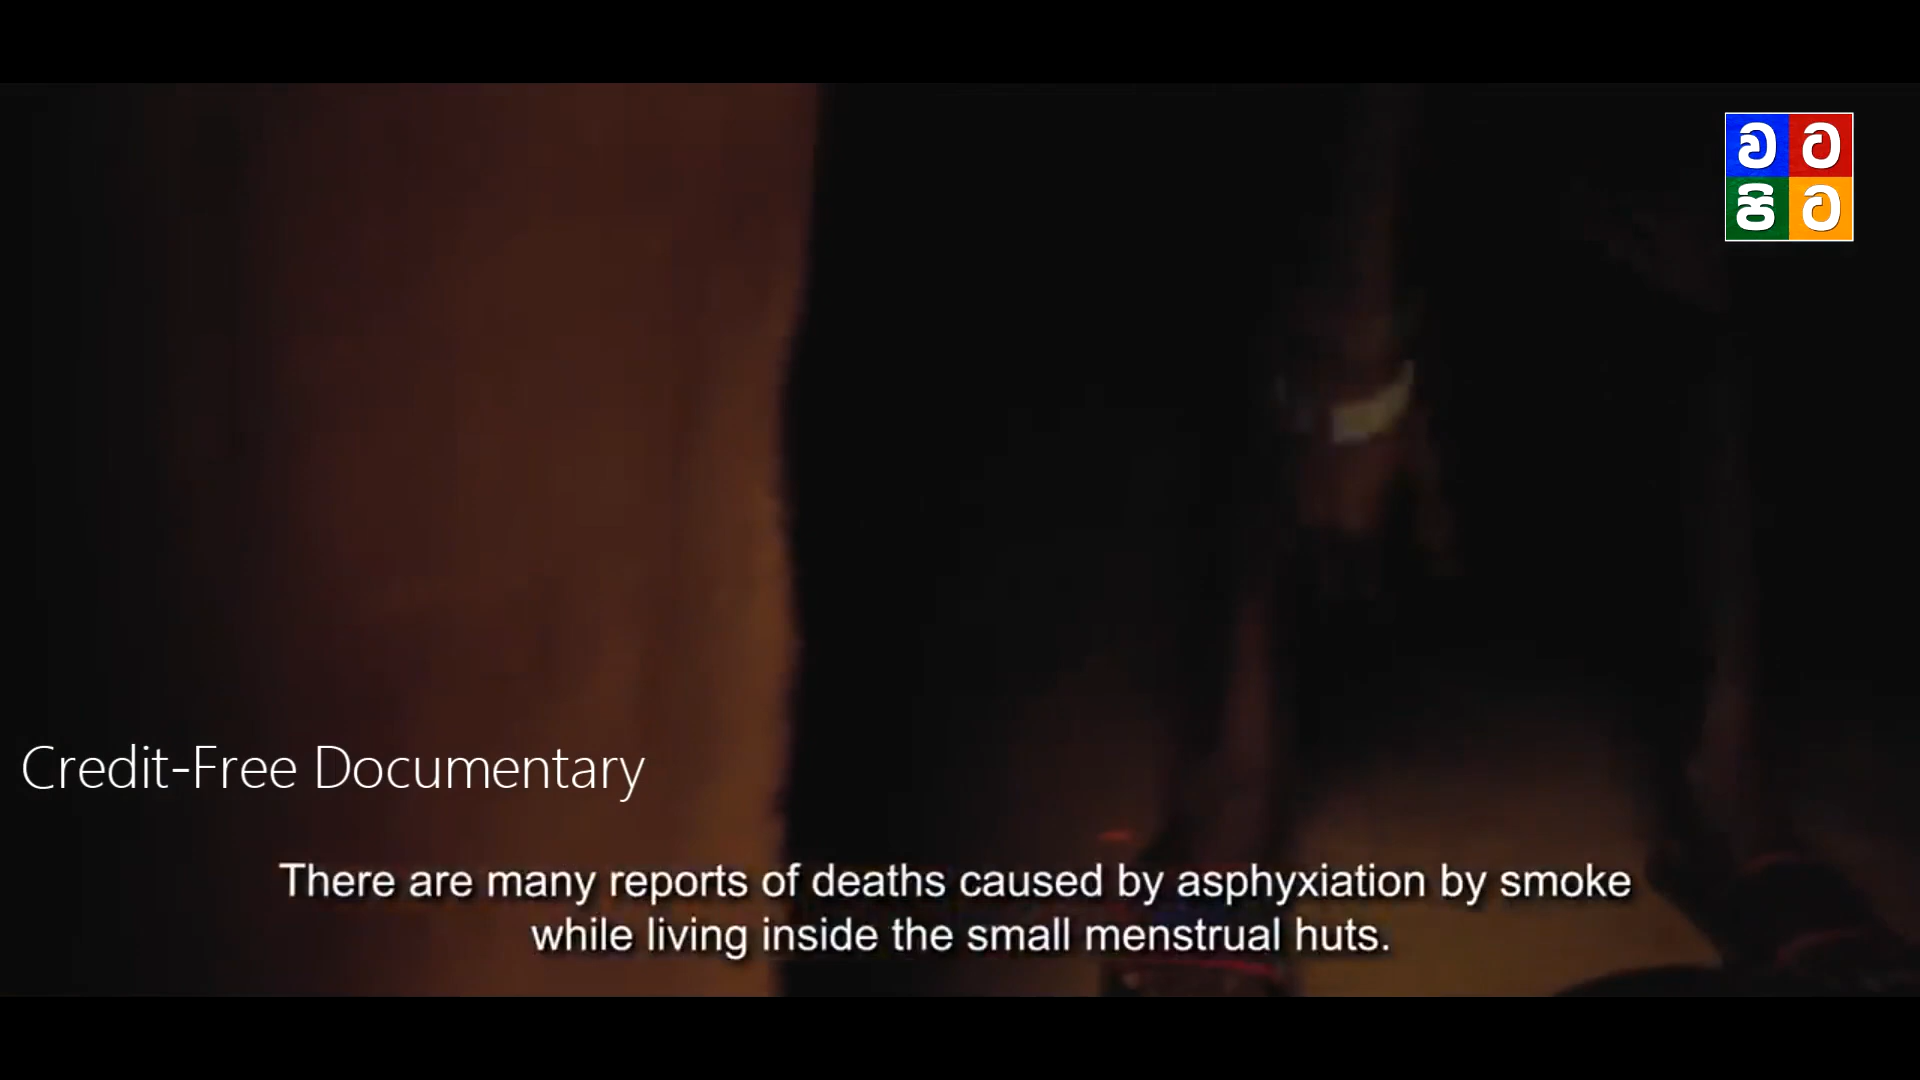 Credit-Free Documentary
There are many reports of deaths caused by asphyxiation by smoke
while living inside the small menstrual huts.